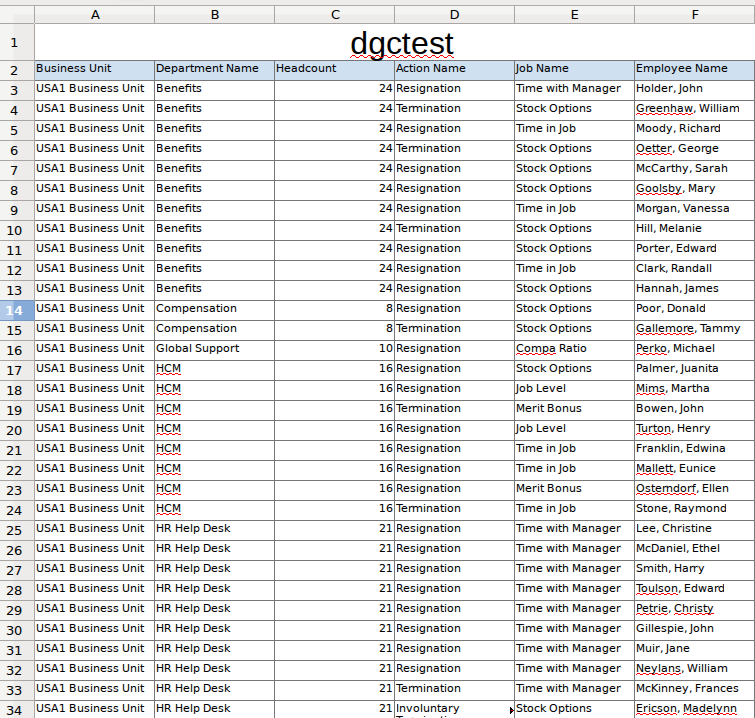 A B C D E F
1 dgctest
2 Business Unit Department Name Headcount Action Name Job Name Employee Name
3 USA1 Business Unit Benefits 24 Resignation Time with Manager Holder, John
4 USA1 Business Unit Benefits 24 Termination Stock Options Greenhaw, William
5 USA1 Business Unit Benefits 24 Resignation Time in Job Moody, Richard
6 USA1 Business Unit Benefits 24 Termination Stock Options Oetter, George
7 USA1 Business Unit Benefits 24 Resignation Stock Options McCarthy, Sarah
8 USA1 Business Unit Benefits 24 Resignation Stock Options Goolsby, Mary
9 USA1 Business Unit Benefits 24 Resignation Time in Job Morgan, Vanessa
10 USA1 Business Unit Benefits 24 Termination Stock Options Hill, Melanie
11 USA1 Business Unit Benefits 24 Resignation Stock Options Porter, Edward
12 USA1 Business Unit Benefits 24 Resignation Time in Job Clark, Randall
13 USA1 Business Unit Benefits 24 Resignation Stock Options Hannah, James
14 USA1 Business Unit Compensation 8 Resignation Stock Options Poor, Donald
15 USA1 Business Unit Compensation 8 Termination Stock Options Gallemore, Tammy
16 USA1 Business Unit Global Support 10 Resignation Compa Ratio Perko, Michael
17 USA1 Business Unit HCM 16 Resignation Stock Options Palmer, Juanita
18 USA1 Business Unit HCM 16 Resignation Job Level Mims, Martha
19 USA1 Business Unit HCM 16 Termination Merit Bonus Bowen, John
20 USA1 Business Unit HCM 16 Resignation Job Level Turton, Henry
21 USA1 Business Unit HCM 16 Resignation Time in Job Franklin, Edwina
22 USA1 Business Unit HCM 16 Resignation Time in Job Mallett, Eunice
23 USA1 Business Unit HCM 16 Resignation Merit Bonus Ostemdorf, Ellen
24 USA1 Business Unit HCM 16 Termination Time in Job Stone, Raymond
25 USA1 Business Unit HR Help Desk 21 Resignation Time with Manager Lee, Christine
26 USA1 Business Unit HR Help Desk 21 Resignation Time with Manager McDaniel, Ethel
27 USA1 Business Unit HR Help Desk 21 Resignation Time with Manager Smith, Harry
28 USA1 Business Unit HR Help Desk 21 Resignation Time with Manager Toulson, Edward
29 USA1 Business Unit HR Help Desk 21 Resignation Time with Manager Petrie, Christy
30 USA1 Business Unit HR Help Desk 21 Resignation Time with Manager Gillespie, John
31 USA1 Business Unit HR Help Desk 21 Resignation Time with Manager Muir, Jane
32 USA1 Business Unit HR Help Desk 21 Resignation Time with Manager Neylans, William
33 USA1 Business Unit HR Help Desk 21 Termination Time with Manager McKinney, Frances
34 USA1 Business Unit HR Help Desk 21 Involuntary Stock Options Ericson, Madelynn